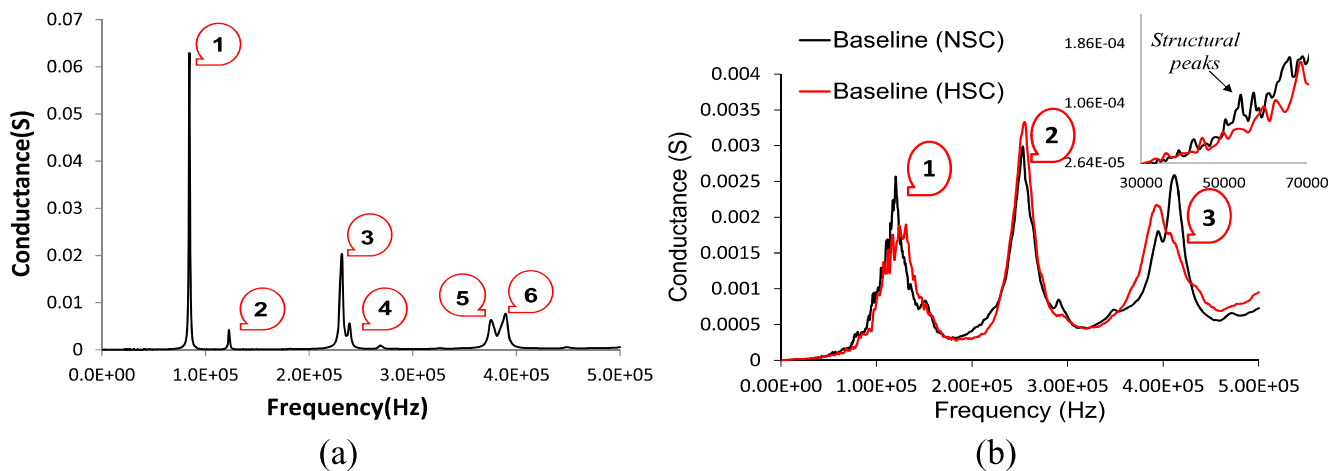 (a)
0.07
0.06
0.05
0.04
0.03
0.02
0.01
0
Conductance(S)
0.0E+00
1.0E+05
2.0E+05
3.0E+05
4.0E+05
5.0E+05
Frequency(Hz)
1
2
3
4
5
6
(a)
(b)
Baseline (NSC)
Baseline (HSC)
0.004
0.0035
0.003
0.0025
0.002
0.0015
0.001
0.0005
0
Conductance (S)
0.000E+00
1.00E+05
2.00E+05
3.00E+05
4.00E+05
5.00E+05
Frequency (Hz)
1
2
3
1.86E-04
1.06E-04
2.64E-05
30000
50000
70000
Structural
peaks
(b)